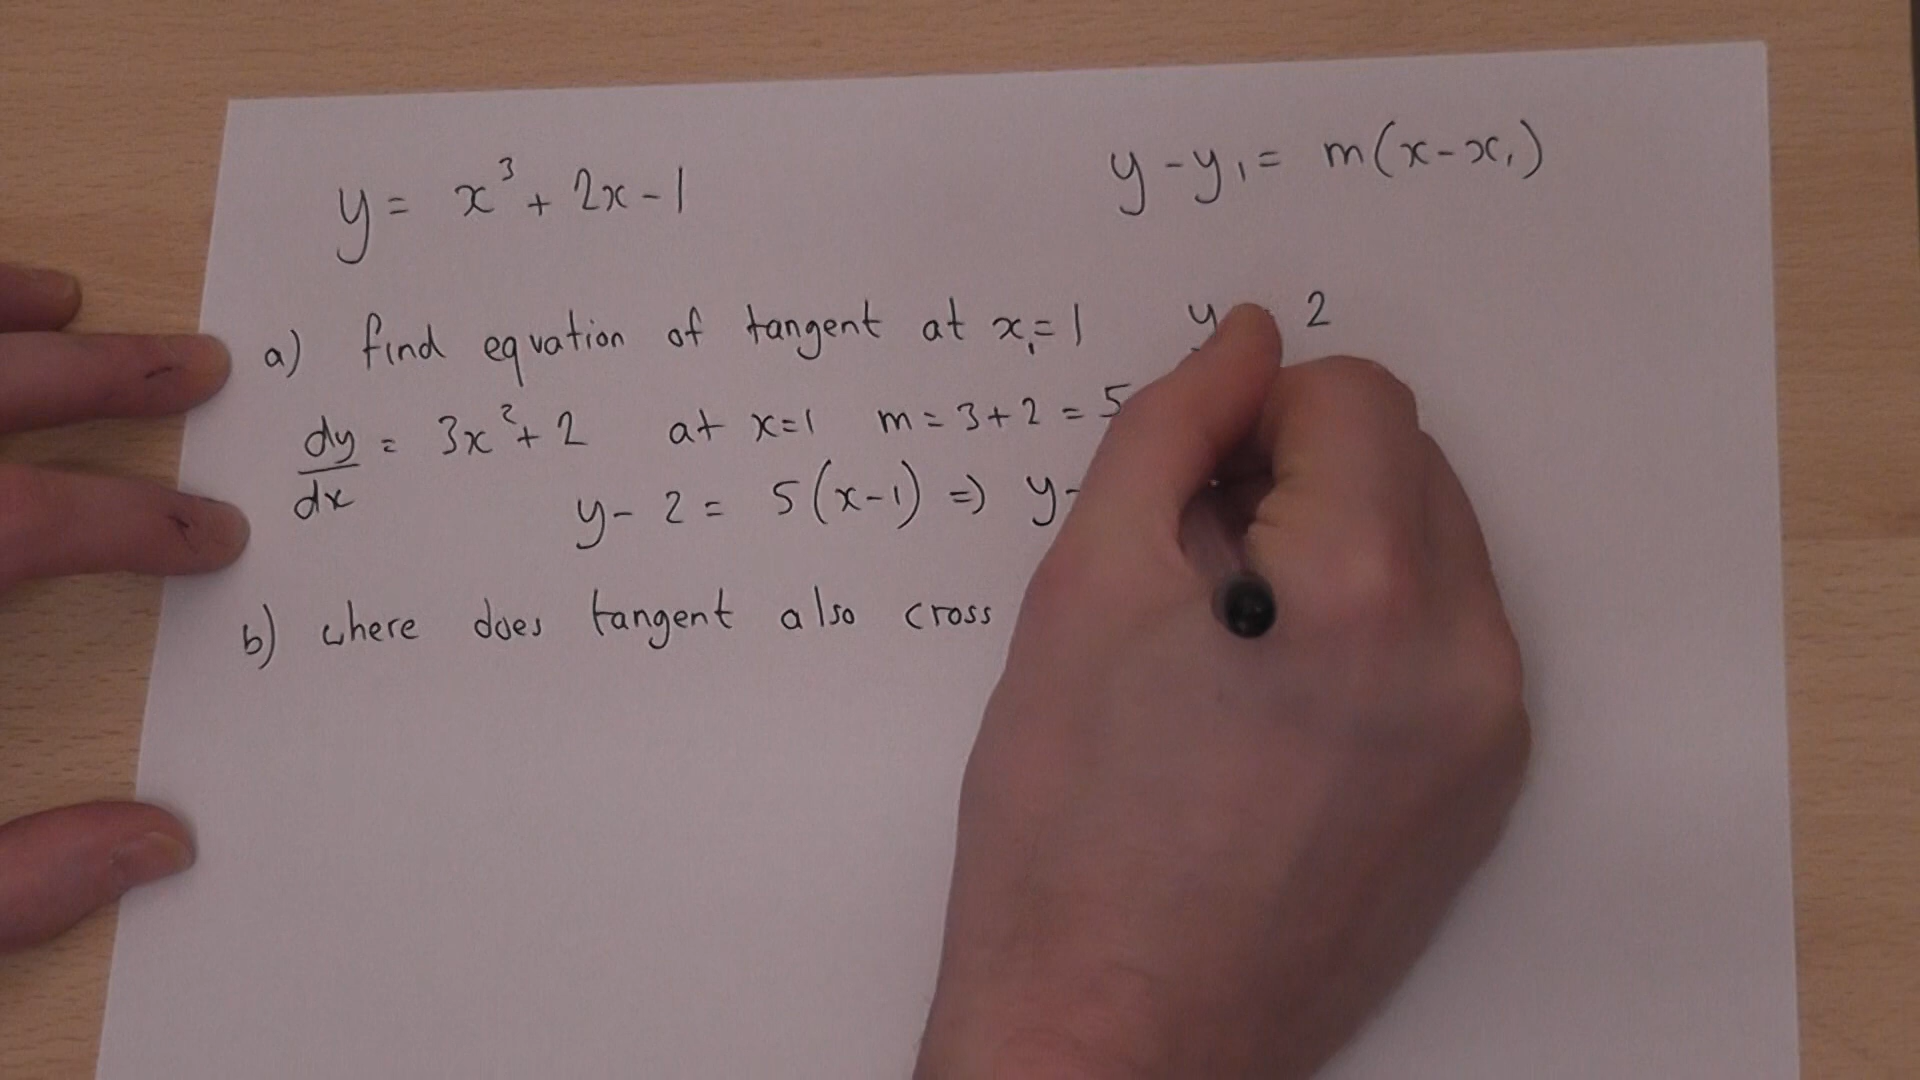 y = x³ + 2x - 1
y - y₁ = m(x - x₁)
a) find equation of tangent at x₁ = 1 y 2
dy/dx = 3x² + 2 at x = 1 m = 3 + 2 = 5
y - 2 = 5(x - 1) => y -
b) where does tangent also cross